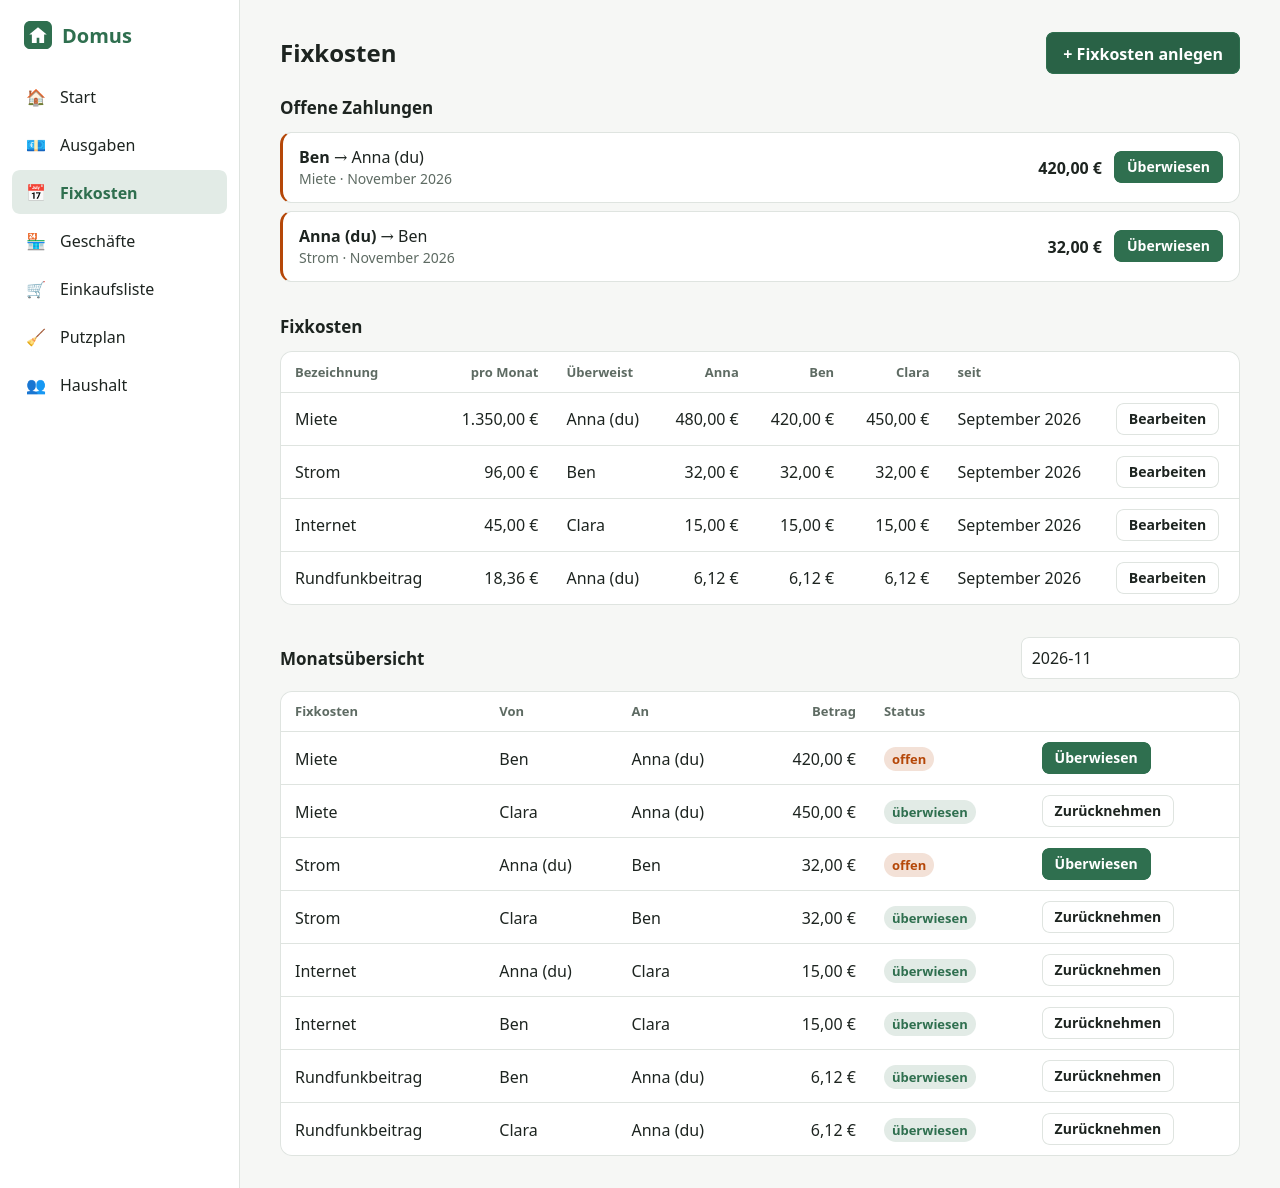 Domus
Start
Ausgaben
Fixkosten
Geschäfte
Einkaufsliste
Putzplan
Haushalt
Fixkosten
+ Fixkosten anlegen
Offene Zahlungen
Ben → Anna (du)
Miete · November 2026
420,00 € Überwiesen
Anna (du) → Ben
Strom · November 2026
32,00 € Überwiesen
Fixkosten
Bezeichnung pro Monat Überweist Anna Ben Clara seit
Miete 1.350,00 € Anna (du) 480,00 € 420,00 € 450,00 € September 2026 Bearbeiten
Strom 96,00 € Ben 32,00 € 32,00 € 32,00 € September 2026 Bearbeiten
Internet 45,00 € Clara 15,00 € 15,00 € 15,00 € September 2026 Bearbeiten
Rundfunkbeitrag 18,36 € Anna (du) 6,12 € 6,12 € 6,12 € September 2026 Bearbeiten
Monatsübersicht 2026-11
Fixkosten Von An Betrag Status
Miete Ben Anna (du) 420,00 € offen Überwiesen
Miete Clara Anna (du) 450,00 € überwiesen Zurücknehmen
Strom Anna (du) Ben 32,00 € offen Überwiesen
Strom Clara Ben 32,00 € überwiesen Zurücknehmen
Internet Anna (du) Clara 15,00 € überwiesen Zurücknehmen
Internet Ben Clara 15,00 € überwiesen Zurücknehmen
Rundfunkbeitrag Ben Anna (du) 6,12 € überwiesen Zurücknehmen
Rundfunkbeitrag Clara Anna (du) 6,12 € überwiesen Zurücknehmen